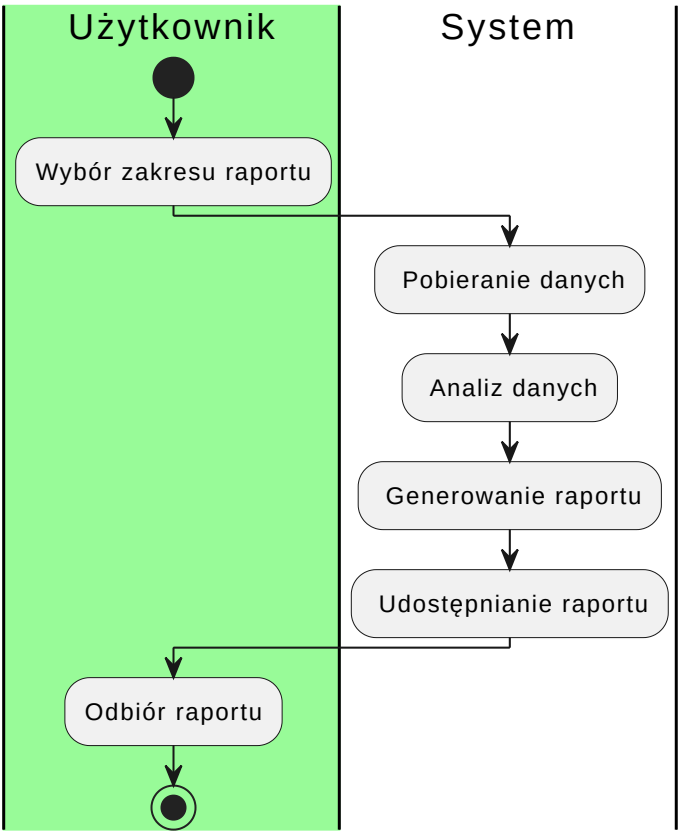 Użytkownik
System
Wybór zakresu raportu
Pobieranie danych
Analiz danych
Generowanie raportu
Udostępnianie raportu
Odbiór raportu